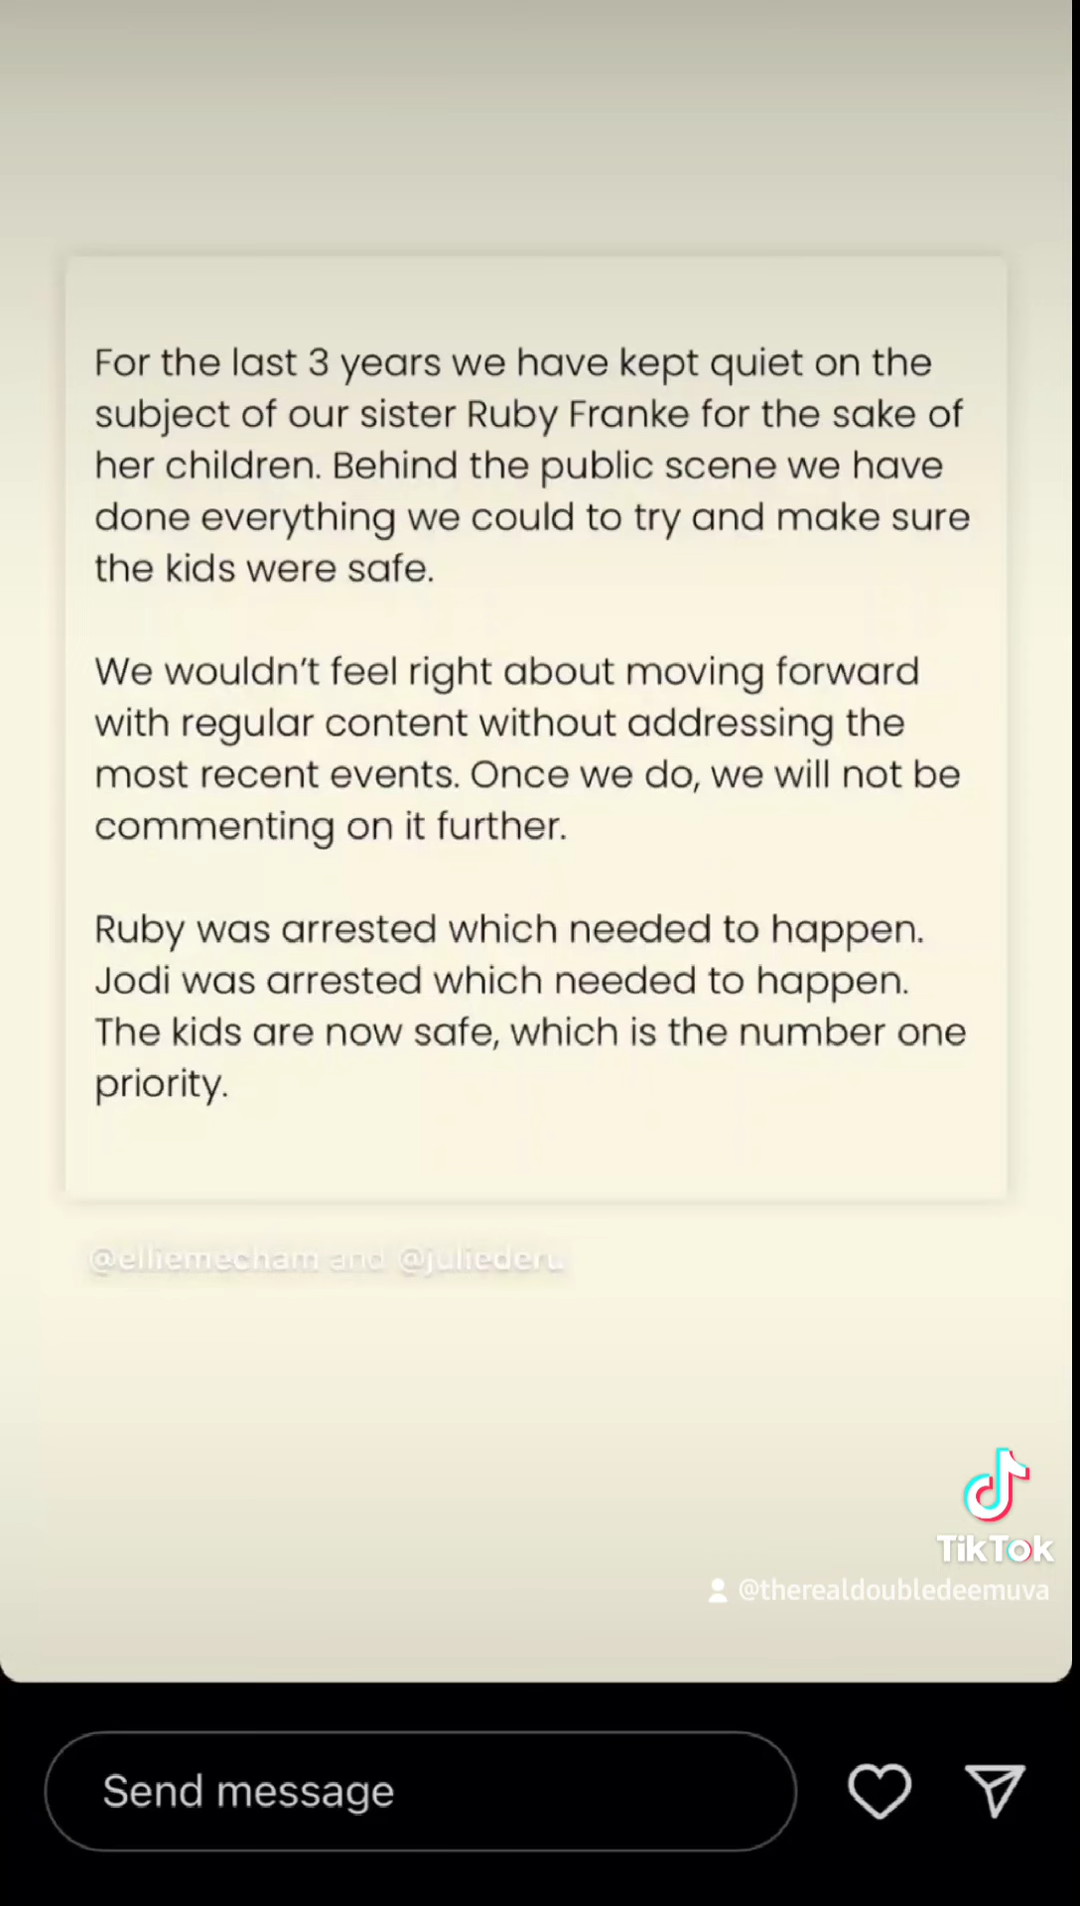 For the last 3 years we have kept quiet on the
subject of our sister Ruby Franke for the sake of
her children. Behind the public scene we have
done everything we could to try and make sure
the kids were safe.
We wouldn't feel right about moving forward
with regular content without addressing the
most recent events. Once we do, we will not be
commenting on it further.
Ruby was arrested which needed to happen.
Jodi was arrested which needed to happen.
The kids are now safe, which is the number one
priority.
@elliemecham and @juliederu
TikTok
@therealdoubledeemuva
Send message